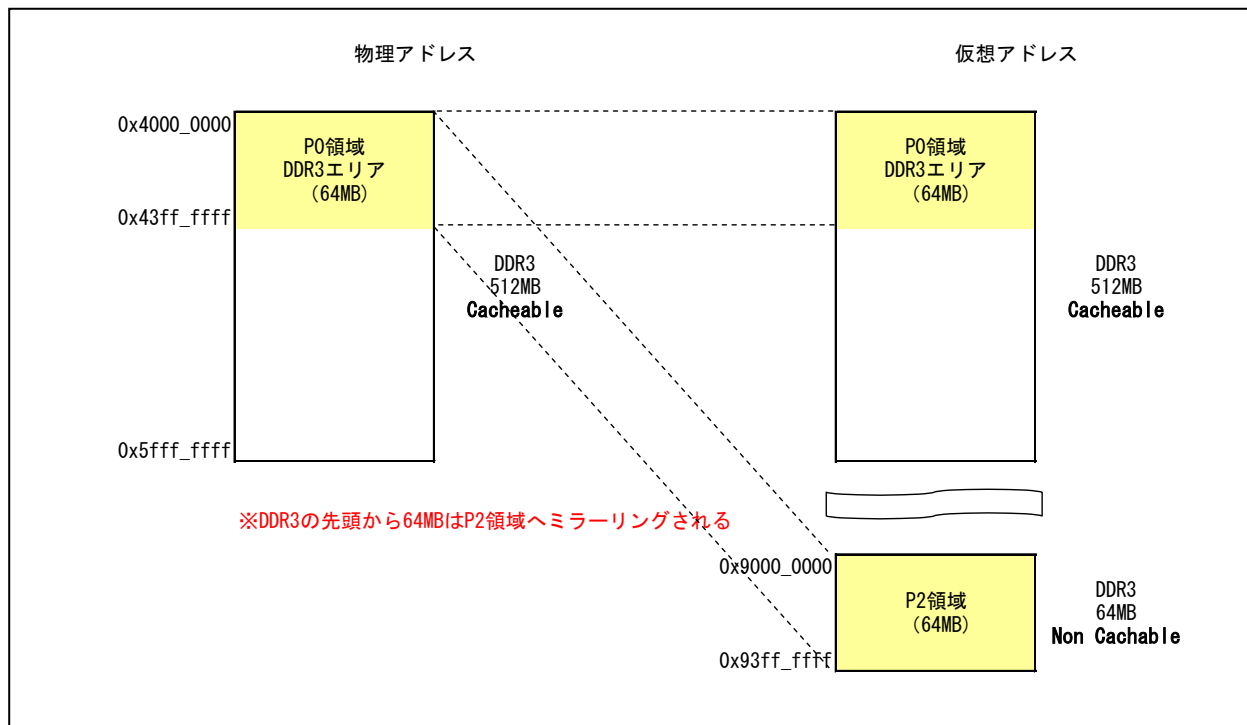 物理アドレス
仮想アドレス
0x4000_0000
P0領域
DDR3エリア
(64MB)
0x43ff_ffff
DDR3
512MB
Cacheable
0x5fff_ffff
P0領域
DDR3エリア
(64MB)
DDR3
512MB
Cacheable
※DDR3の先頭から64MBはP2領域へミラーリングされる
0x9000_0000
P2領域
(64MB)
0x93ff_ffff
DDR3
64MB
Non Cachable